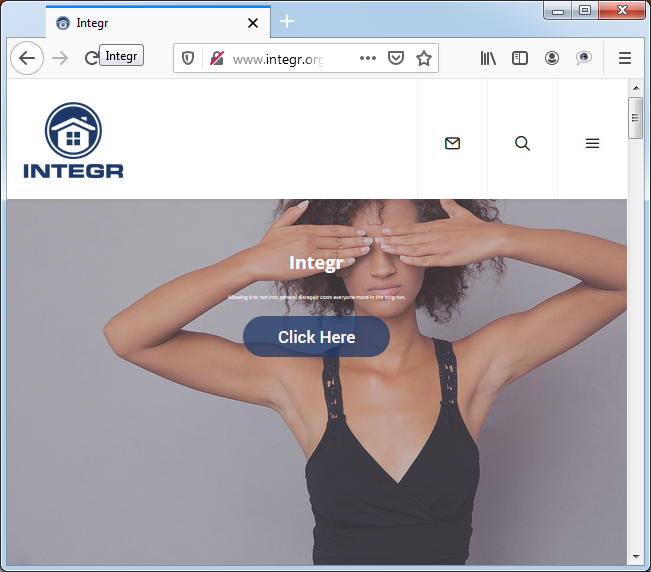 Integr
Integr
www.integr.org
INTEGR
Integr
Allowing it to run into general disrepair costs everyone more in the long-run.
Click Here